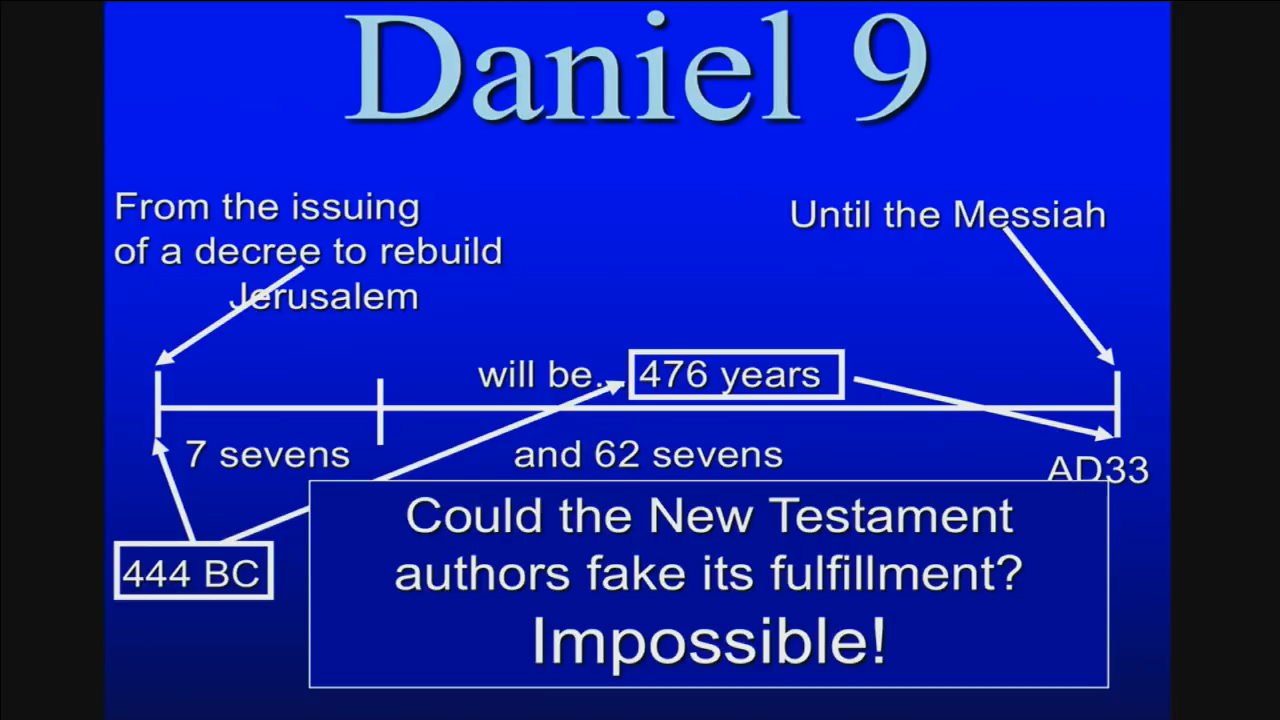 Daniel 9
From the issuing
of a decree to rebuild
Jerusalem
Until the Messiah
will be.. 476 years
7 sevens
and 62 sevens
AD33
444 BC
Could the New Testament
authors fake its fulfillment?
Impossible!